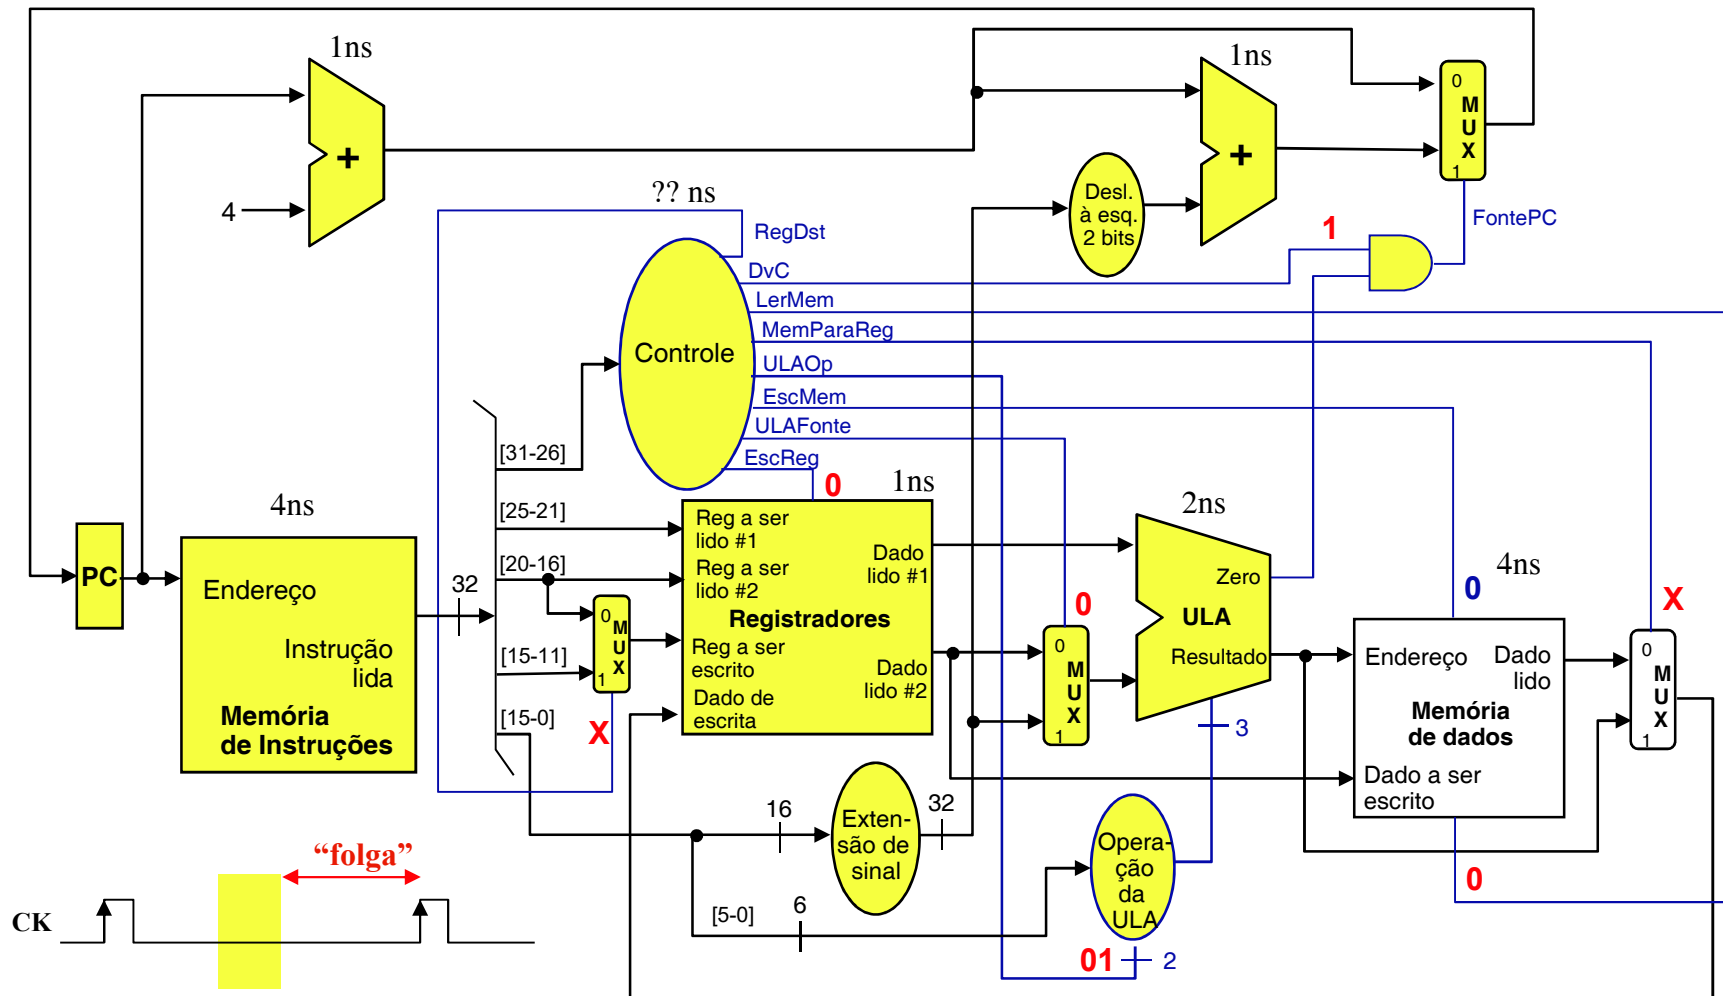 1ns
1ns
0
M
U
X
1
+
+
4
Desl.
à esq.
2 bits
?? ns
RegDst
1
FontePC
DvC
LerMem
MemParaReg
Controle
ULAOp
EscMem
ULAFonte
EscReg
[31-26]
0
1ns
2ns
4ns
4ns
[25-21]
[20-16]
[15-11]
[15-0]
32
PC
Endereço
Instrução
lida
Memória
de Instruções
0
M
U
X
1
X
Reg a ser
lido #1
Reg a ser
lido #2
Registradores
Reg a ser
escrito
Dado de
escrita
Dado
lido #1
Dado
lido #2
0
0
M
U
X
1
Zero
ULA
Resultado
3
0
Endereço
Dado
lido
Memória
de dados
Dado a ser
escrito
0
X
0
M
U
X
1
16
Exten-
são de
sinal
32
Opera-
ção
da
ULA
[5-0]
6
01
2
“folga”
CK